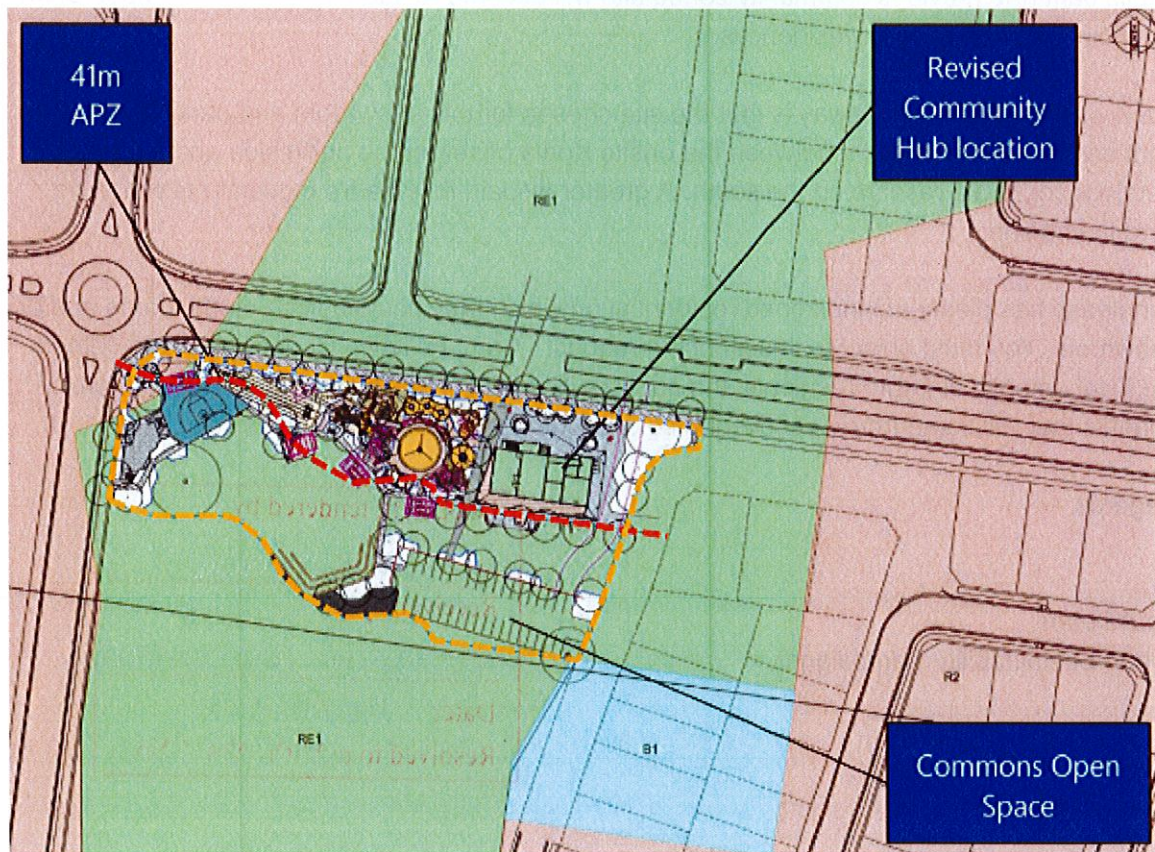 41m
APZ
Revised
Community
Hub location
RE1
RE1
R2
B1
Commons Open
Space